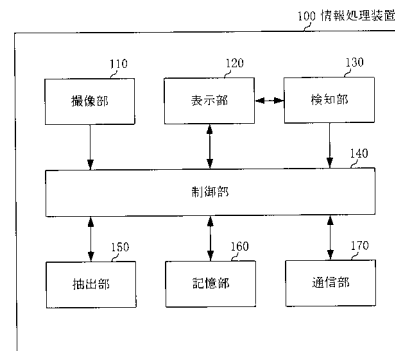 100 情報処理装置
110 120 130
撮像部 表示部 検知部
140
制御部
150 160 170
抽出部 記憶部 通信部